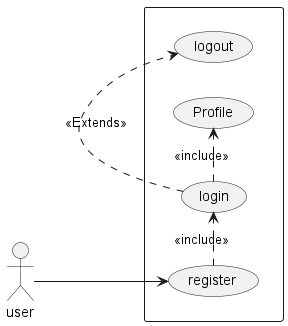 logout
«Extends»
Profile
«include»
login
«include»
register
user